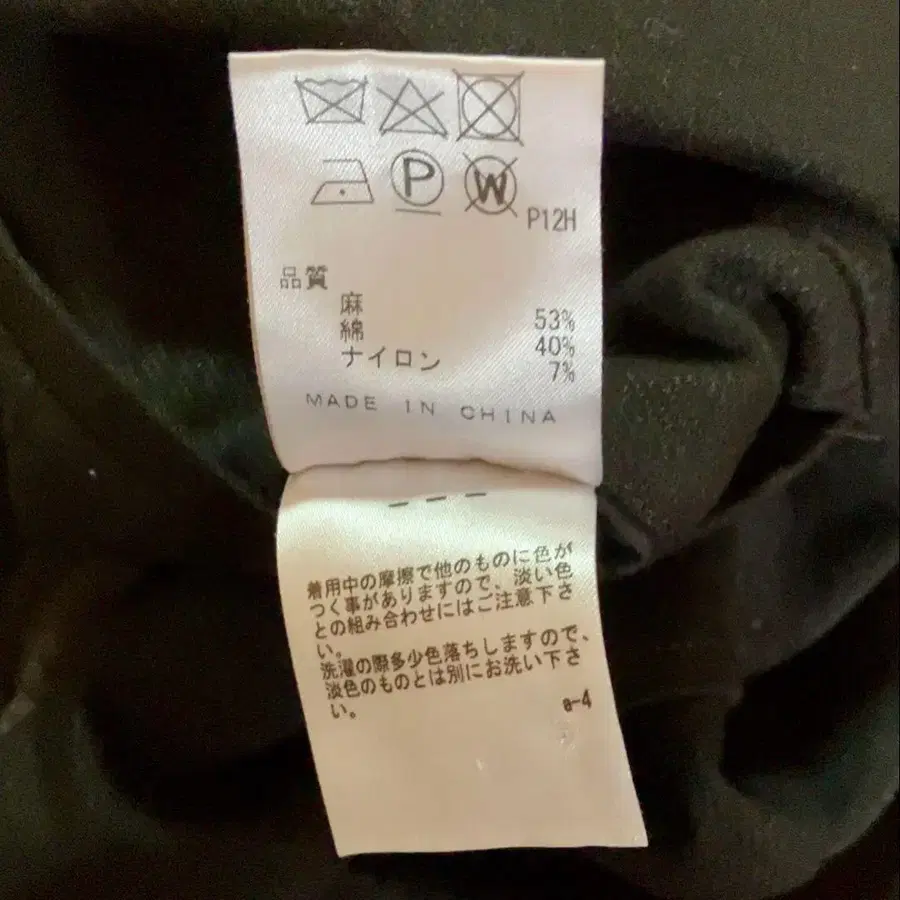 P
W
P12H
品質
麻 53%
綿 40%
ナイロン 7%
MADE IN CHINA
着用中の摩擦で他のものに色が
つく事がありますので、淡い色
との組み合わせにはご注意下さ
い。
洗濯の際多少色落ちしますので、
淡色のものとは別にお洗い下さ
い。
a-4